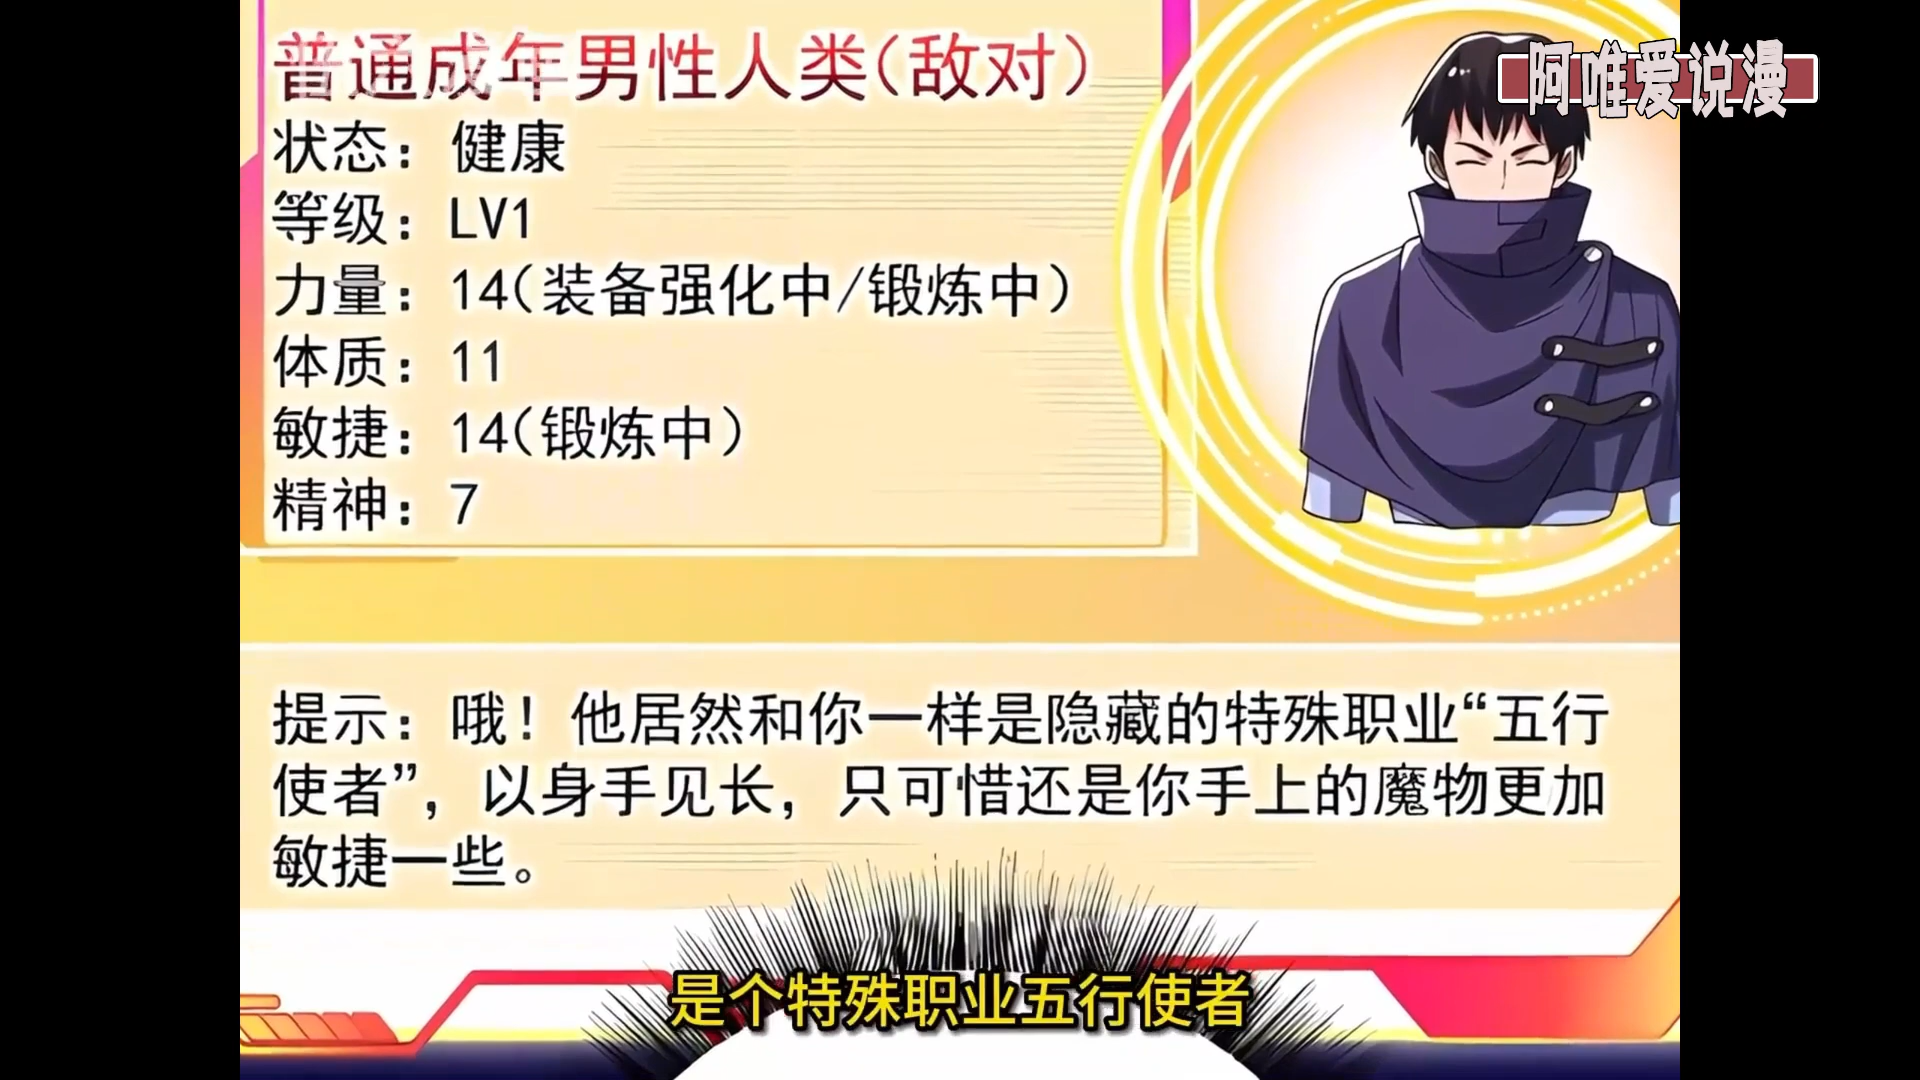 普通成年男性人类(敌对)
阿唯爱说漫
状态：健康
等级：LV1
力量：14(装备强化中/锻炼中)
体质：11
敏捷：14(锻炼中)
精神：7
提示：哦！他居然和你一样是隐藏的特殊职业“五行
使者”，以身手见长，只可惜还是你手上的魔物更加
敏捷一些。
是个特殊职业五行使者